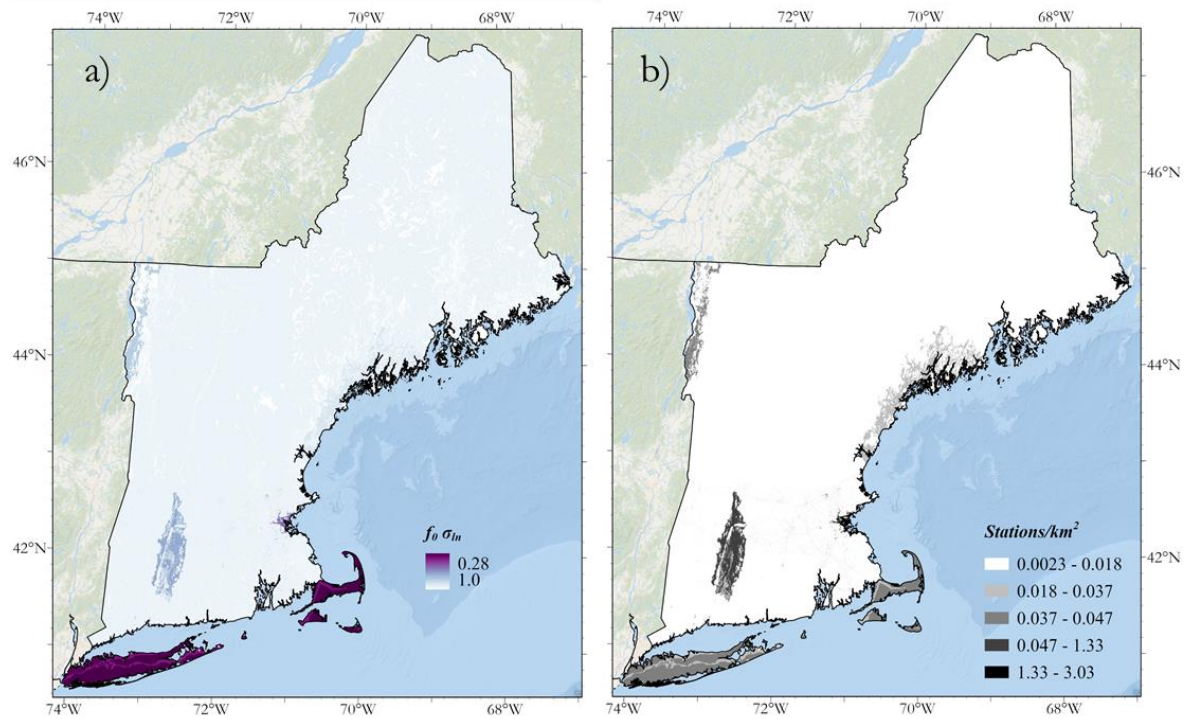 74°W 72°W 70°W 68°W 74°W 72°W 70°W 68°W
a) b)
46°N 46°N
44°N 44°N
42°N 42°N
f₀ σln
0.28
1.0
Stations/km²
0.0023 - 0.018
0.018 - 0.037
0.037 - 0.047
0.047 - 1.33
1.33 - 3.03
74°W 72°W 70°W 68°W 74°W 72°W 70°W 68°W